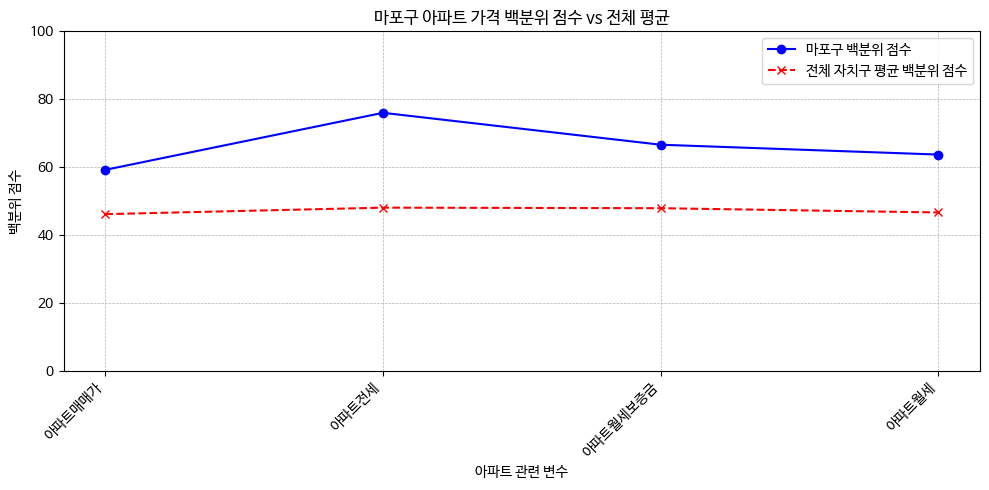 마포구 아파트 가격 백분위 점수 vs 전체 평균
마포구 백분위 점수
전체 자치구 평균 백분위 점수
백분위 점수
100
80
60
40
20
0
아파트매매가
아파트전세
아파트월세보증금
아파트월세
아파트 관련 변수